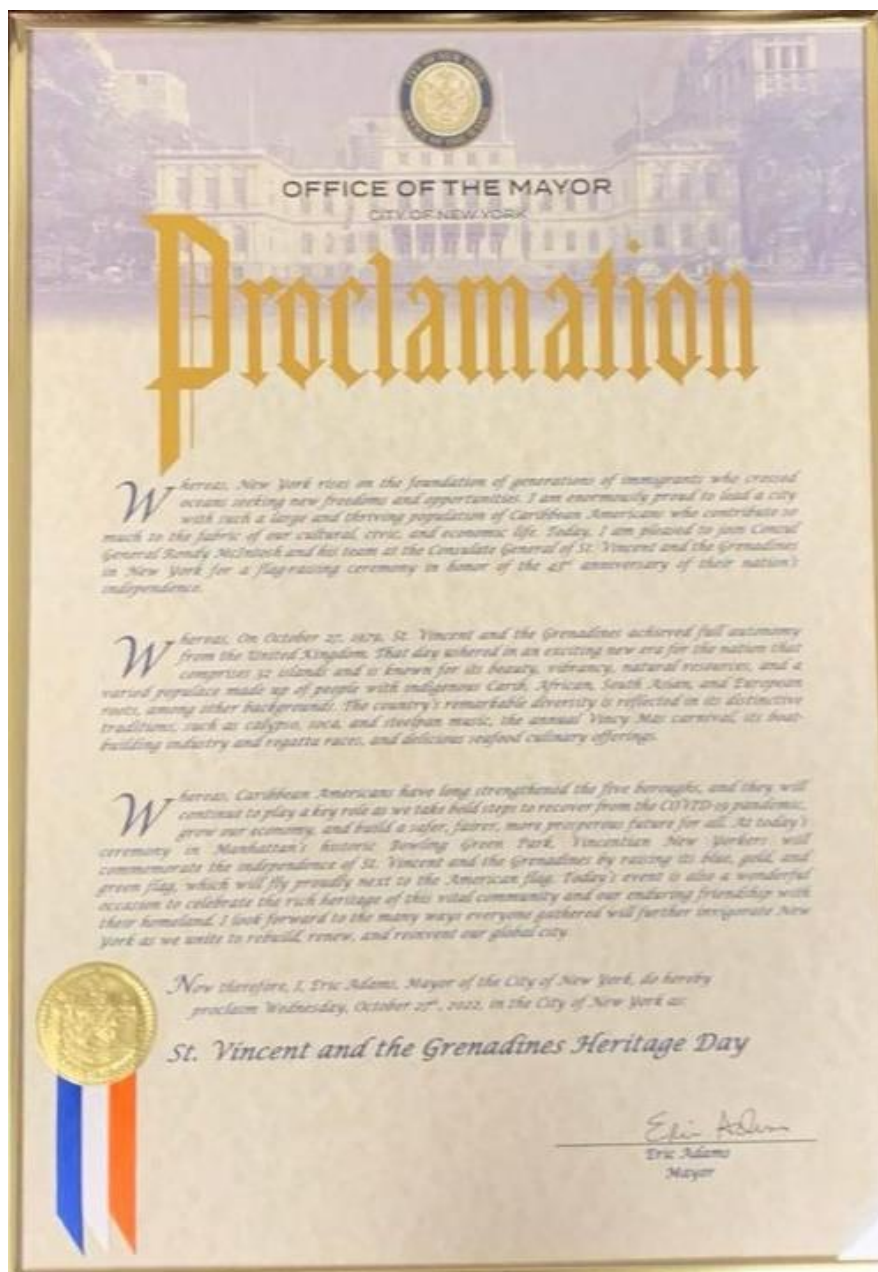 CITY OF NEW YORK
OFFICE OF THE MAYOR
OFFICE OF THE MAYOR
CITY OF NEW YORK
Proclamation
Whereas, New York rises on the foundation of generations of immigrants who crossed
oceans seeking new freedoms and opportunities. I am enormously proud to lead a city
with such a large and thriving population of Caribbean Americans who contribute so
much to the fabric of our cultural, civic, and economic life. Today, I am pleased to join Consul
General Rondy McIntosh and his team at the Consulate General of St. Vincent and the Grenadines
in New York for a flag-raising ceremony in honor of the anniversary of their nation's
independence.
Whereas, On October 27, 1979, St. Vincent and the Grenadines achieved full autonomy
from the United Kingdom. That day ushered in an exciting new era for the nation that
comprises 32 islands and is known for its beauty, vibrancy, natural resources, and a
varied populace made up of people with indigenous Carib, African, South Asian, and European
roots, among other backgrounds. The country's remarkable diversity is reflected in its distinctive
traditions, such as calypso, soca, and steelpan music, the annual Vincy Mas carnival, its boat-
building industry and regatta races, and delicious seafood culinary offerings.
Whereas, Caribbean Americans have long strengthened the five boroughs, and they will
continue to play a key role as we take bold steps to recover from the COVID-19 pandemic,
grow our economy, and build a safer, fairer, more prosperous future for all. At today's
ceremony in Manhattan's historic Bowling Green Park, Vincentian New Yorkers will
commemorate the independence of St. Vincent and the Grenadines by raising its blue, gold, and
green flag, which will fly proudly next to the American flag. Today's event is also a wonderful
occasion to celebrate the rich heritage of this vital community and our enduring friendship with
their homeland. I look forward to the many ways everyone gathered will further invigorate New
York as we unite to rebuild, renew, and reinvent our global city.
Now therefore, I, Eric Adams, Mayor of the City of New York, do hereby
proclaim Wednesday, October 27th, 2022, in the City of New York as:
St. Vincent and the Grenadines Heritage Day
Eric Adams
Eric Adams
Mayor